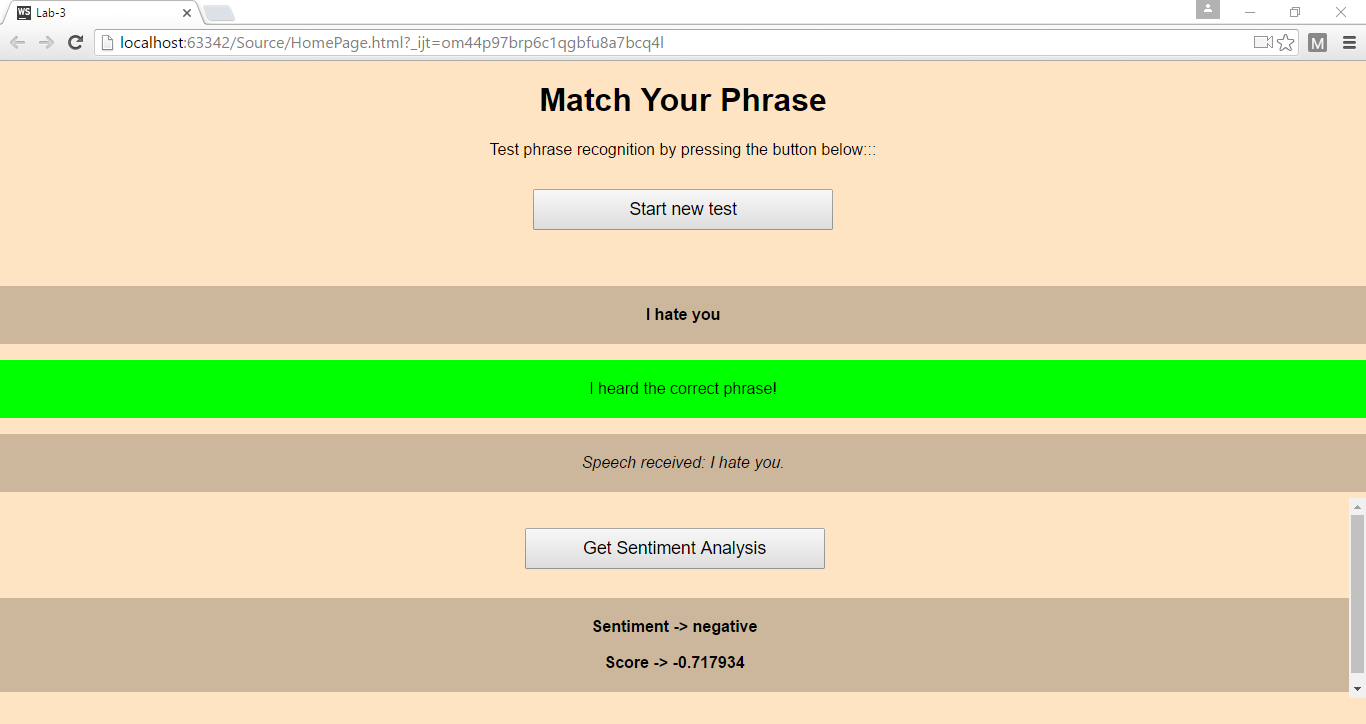 WS Lab-3
localhost:63342/Source/HomePage.html?_ijt=om44p97brp6c1qgbfu8a7bcq4l
M
Match Your Phrase
Test phrase recognition by pressing the button below:::
Start new test
I hate you
I heard the correct phrase!
Speech received: I hate you.
Get Sentiment Analysis
Sentiment -> negative
Score -> -0.717934